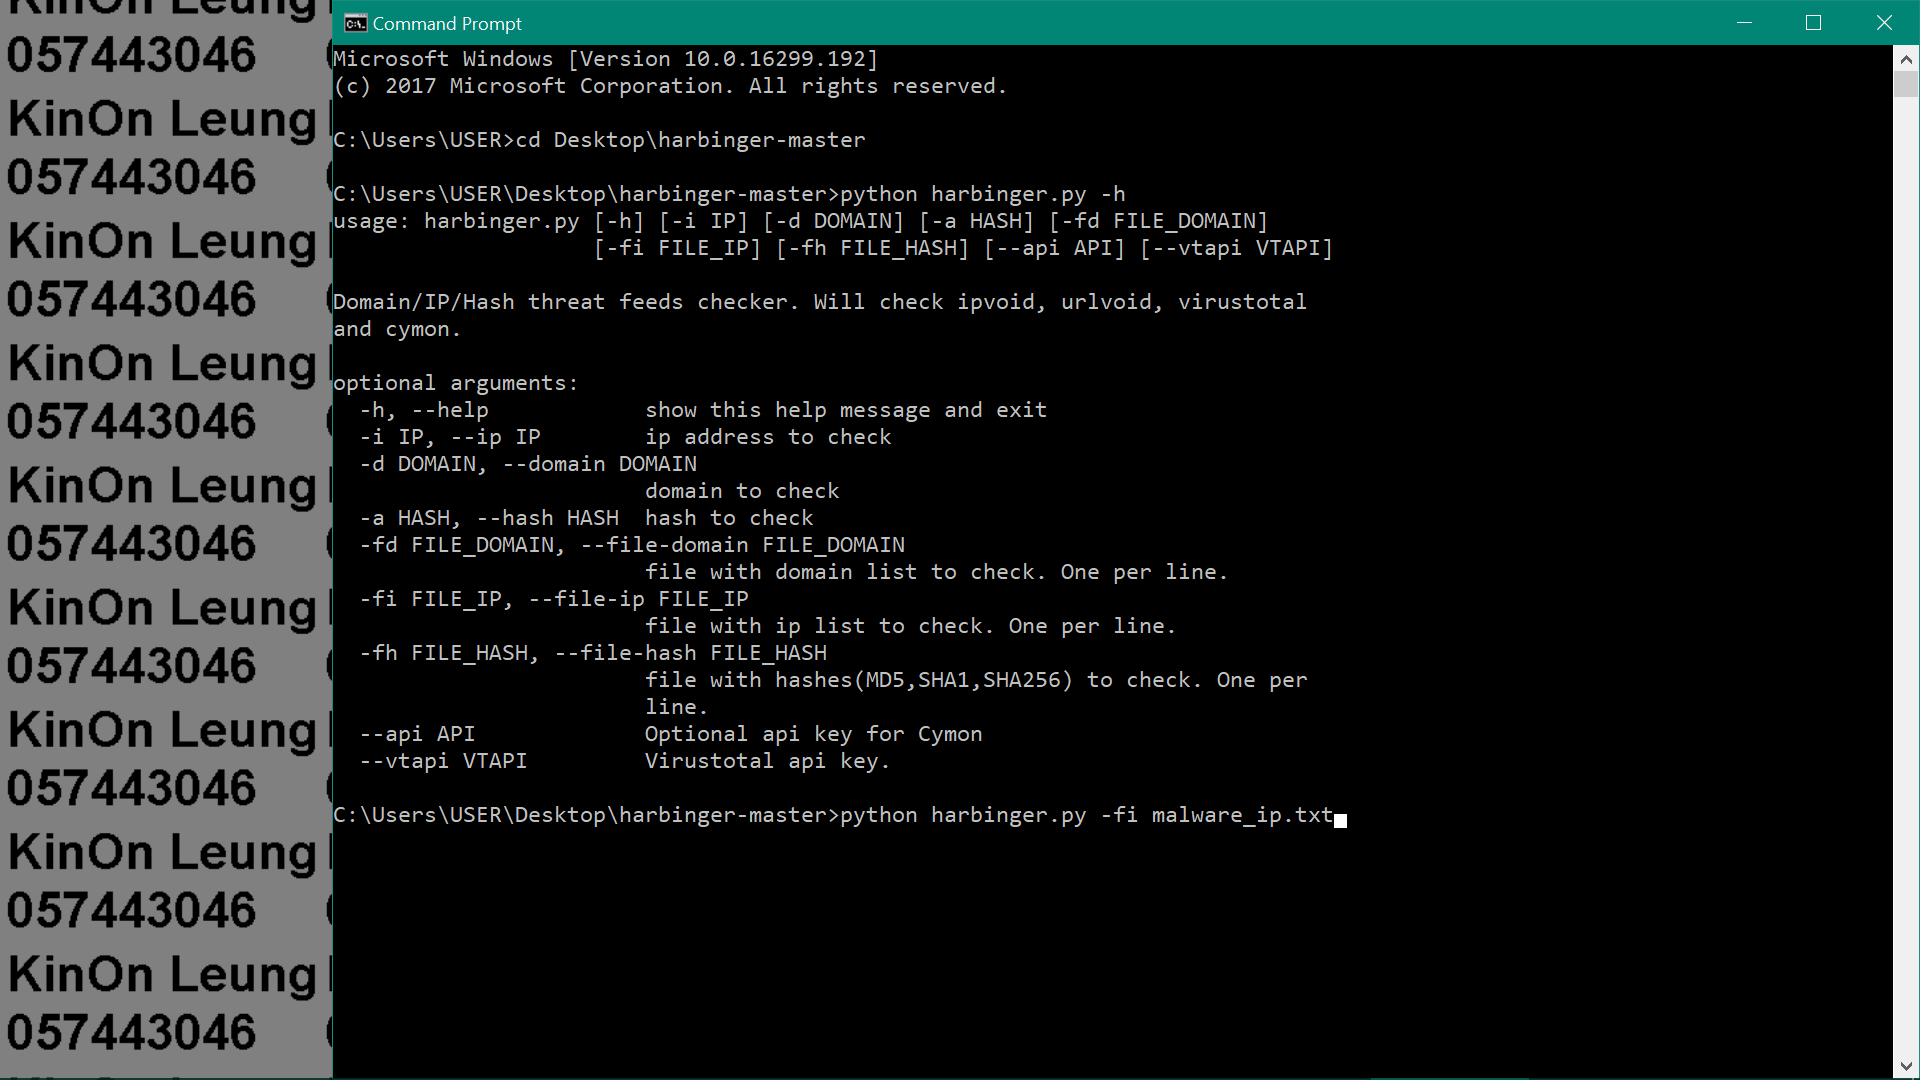 KinOn Leung
057443046
KinOn Leung
057443046
KinOn Leung
057443046
KinOn Leung
057443046
KinOn Leung
057443046
KinOn Leung
057443046
KinOn Leung
057443046
KinOn Leung
057443046
KinOn Leung
057443046
Command Prompt
Microsoft Windows [Version 10.0.16299.192]
(c) 2017 Microsoft Corporation. All rights reserved.
C:\Users\USER>cd Desktop\harbinger-master
C:\Users\USER\Desktop\harbinger-master>python harbinger.py -h
usage: harbinger.py [-h] [-i IP] [-d DOMAIN] [-a HASH] [-fd FILE_DOMAIN]
[-fi FILE_IP] [-fh FILE_HASH] [--api API] [--vtapi VTAPI]
Domain/IP/Hash threat feeds checker. Will check ipvoid, urlvoid, virustotal
and cymon.
optional arguments:
-h, --help show this help message and exit
-i IP, --ip IP ip address to check
-d DOMAIN, --domain DOMAIN
domain to check
-a HASH, --hash HASH hash to check
-fd FILE_DOMAIN, --file-domain FILE_DOMAIN
file with domain list to check. One per line.
-fi FILE_IP, --file-ip FILE_IP
file with ip list to check. One per line.
-fh FILE_HASH, --file-hash FILE_HASH
file with hashes(MD5,SHA1,SHA256) to check. One per
line.
--api API Optional api key for Cymon
--vtapi VTAPI Virustotal api key.
C:\Users\USER\Desktop\harbinger-master>python harbinger.py -fi malware_ip.txt